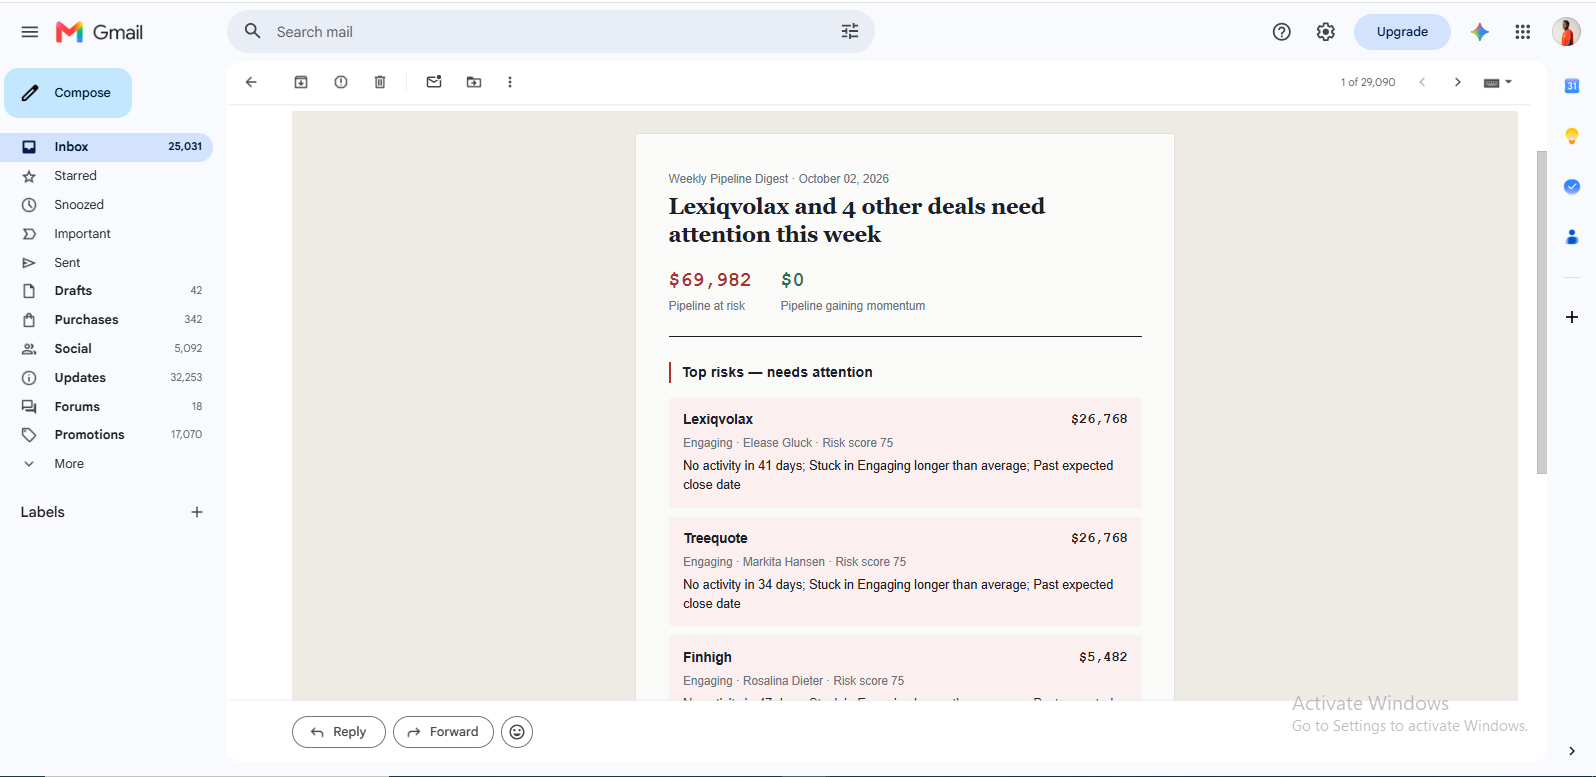 Gmail
Search mail
Upgrade
Compose
1 of 29,090
31
Inbox 25,031
Starred
Snoozed
Important
Sent
Drafts 42
Purchases 342
Social 5,092
Updates 32,253
Forums 18
Promotions 17,070
More
Labels
Weekly Pipeline Digest · October 02, 2026
Lexiqvolax and 4 other deals need
attention this week
$69,982 $0
Pipeline at risk Pipeline gaining momentum
Top risks — needs attention
Lexiqvolax $26,768
Engaging · Elease Gluck · Risk score 75
No activity in 41 days; Stuck in Engaging longer than average; Past expected
close date
Treequote $26,768
Engaging · Markita Hansen · Risk score 75
No activity in 34 days; Stuck in Engaging longer than average; Past expected
close date
Finhigh $5,482
Engaging · Rosalina Dieter · Risk score 75
Reply Forward
Activate Windows
Go to Settings to activate Windows.